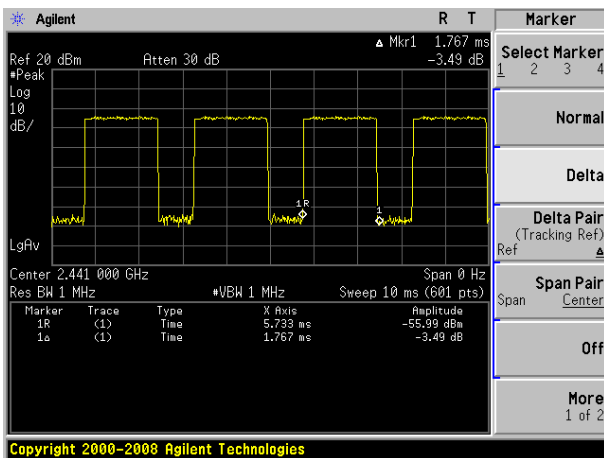 Agilent R T Marker
Δ Mkr1 1.767 ms
Ref 20 dBm Atten 30 dB -3.49 dB
#Peak
Log
10
dB/
1R
1
LgAv
Center 2.441 000 GHz Span 0 Hz
Res BW 1 MHz #VBW 1 MHz Sweep 10 ms (601 pts)
Marker Trace Type X Axis Amplitude
1R (1) Time 5.733 ms -55.99 dBm
1Δ (1) Time 1.767 ms -3.49 dB
Select Marker
1 2 3 4
Normal
Delta
Delta Pair
(Tracking Ref)
Ref Δ
Span Pair
Span Center
Off
More
1 of 2
Copyright 2000-2008 Agilent Technologies